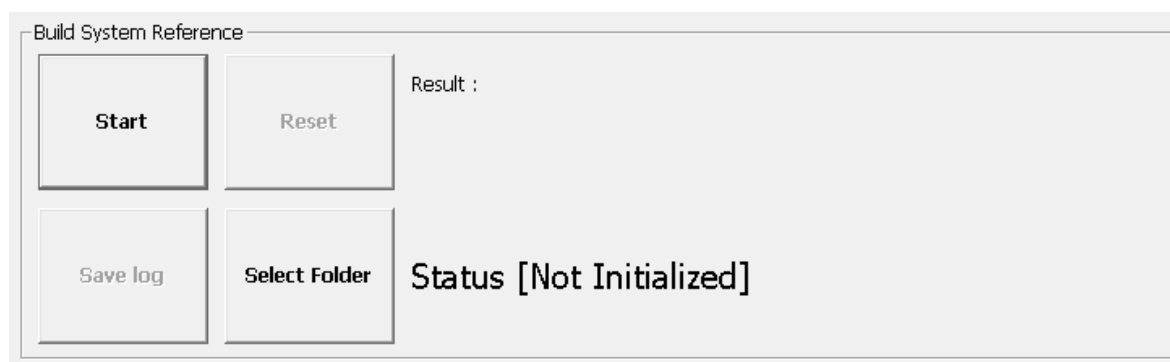 Build System Reference
Start
Reset
Result :
Save log
Select Folder
Status [Not Initialized]